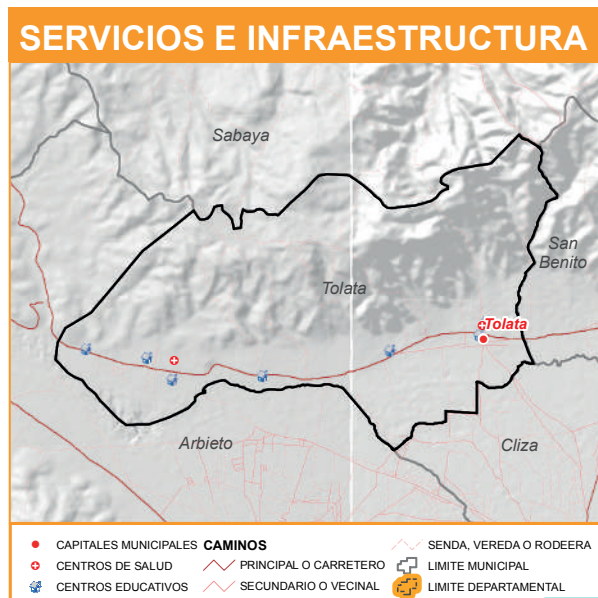 SERVICIOS E INFRAESTRUCTURA
Sabaya
San
Benito
Tolata
Tolata
Arbieto
Cliza
CAPITALES MUNICIPALES
CENTROS DE SALUD
CENTROS EDUCATIVOS
CAMINOS
PRINCIPAL O CARRETERO
SECUNDARIO O VECINAL
SENDA, VEREDA O RODEERA
LIMITE MUNICIPAL
LIMITE DEPARTAMENTAL